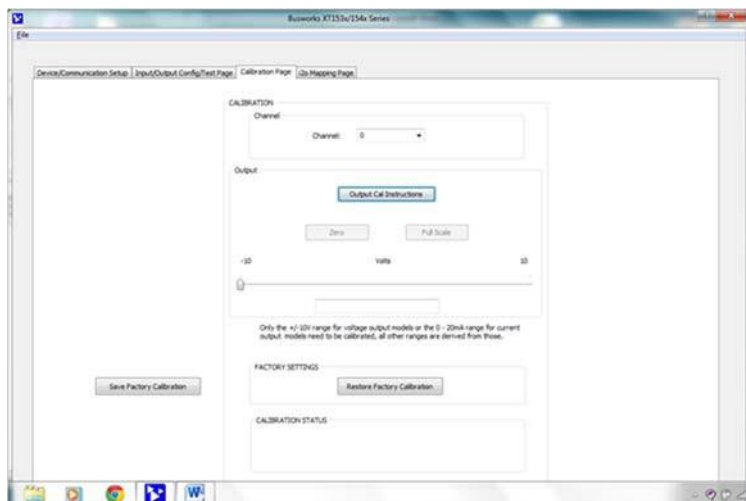 Busworks XT153x/154x Series
File
Device/Communication Setup Input/Output Config/Test Page Calibration Page i2o Mapping Page
CALIBRATION
Channel
Channel: 0
Output
Output Cal Instructions
Zero Full Scale
-10 Volts 10
Only the +/-10V range for voltage output models or the 0 - 20mA range for current
output models need to be calibrated, all other ranges are derived from those.
FACTORY SETTINGS
Save Factory Calibration Restore Factory Calibration
CALIBRATION STATUS